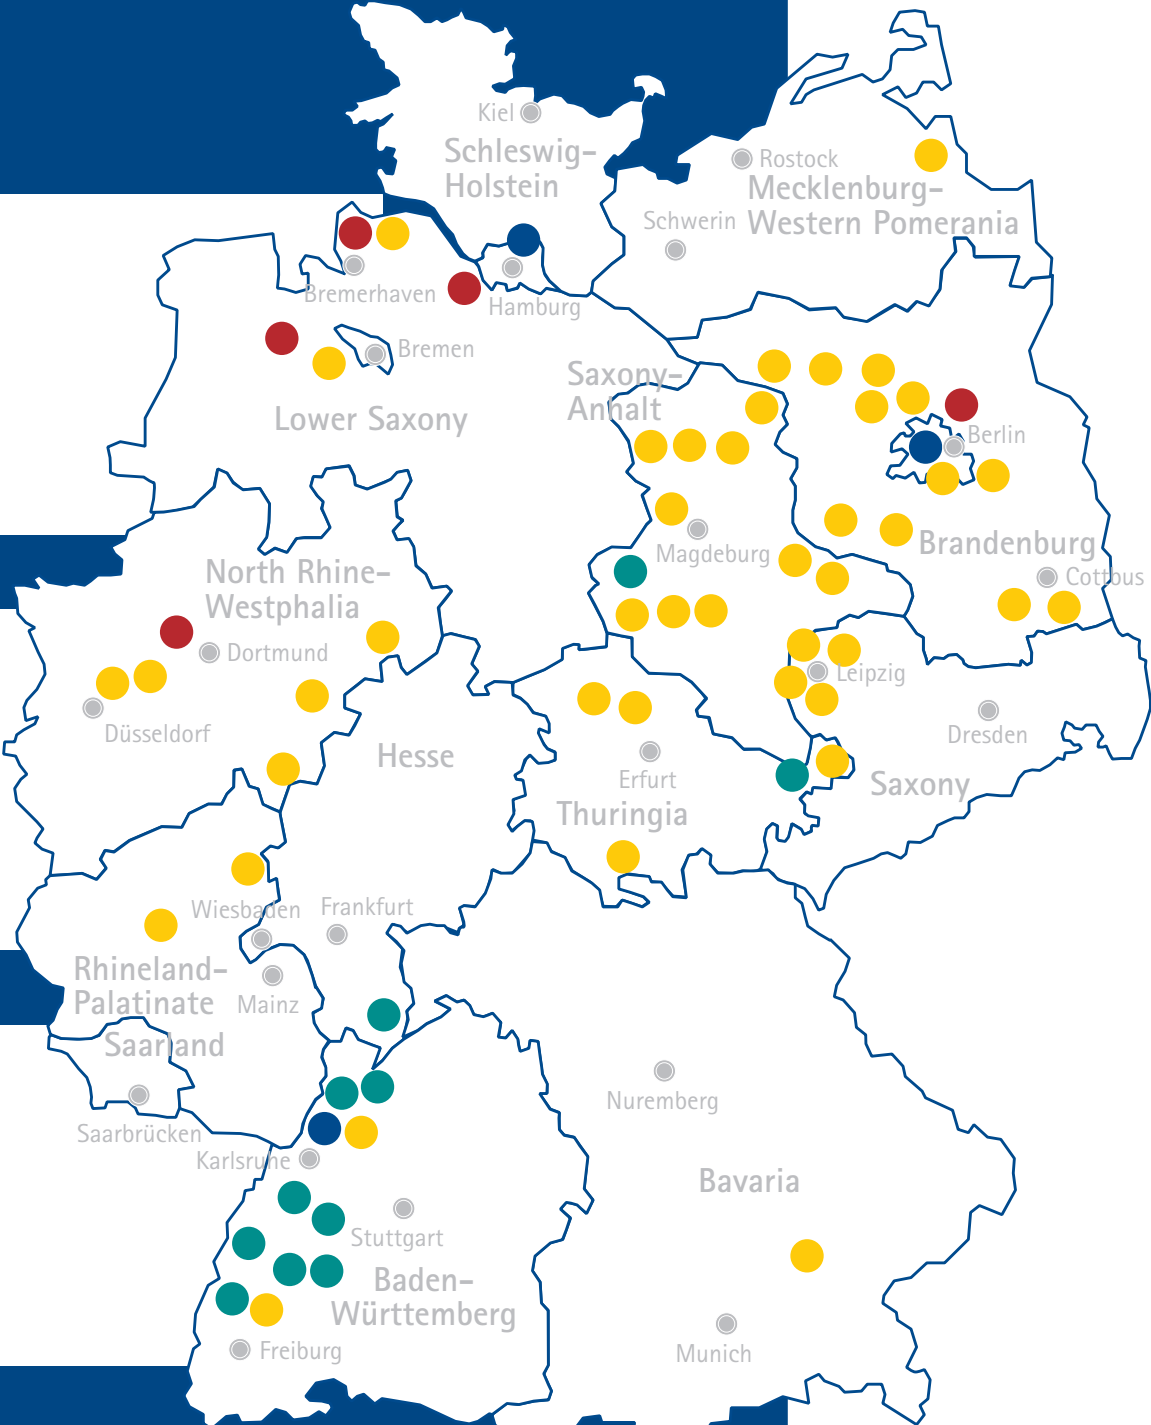 Kiel
Schleswig-
Holstein
Rostock
Mecklenburg-
Western Pomerania
Schwerin
Bremerhaven
Hamburg
Bremen
Lower Saxony
Saxony-
Anhalt
Berlin
Magdeburg
Brandenburg
Cottbus
North Rhine-
Westphalia
Dortmund
Düsseldorf
Leipzig
Dresden
Hesse
Erfurt
Thuringia
Saxony
Wiesbaden
Frankfurt
Rhineland-
Palatinate
Mainz
Saarland
Saarbrücken
Nuremberg
Karlsruhe
Bavaria
Stuttgart
Baden-
Württemberg
Freiburg
Munich